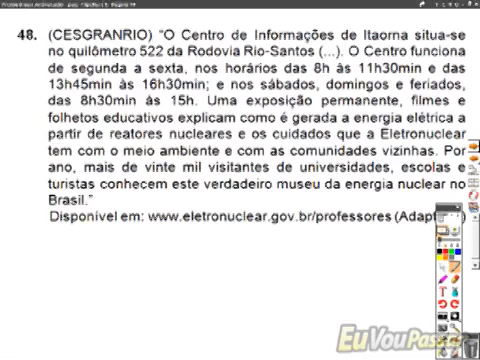 48. (CESGRANRIO) "O Centro de Informações de Itaorna situa-se
no quilômetro 522 da Rodovia Rio-Santos (...). O Centro funciona
de segunda a sexta, nos horários das 8h às 11h30min e das
13h45min às 16h30min; e nos sábados, domingos e feriados,
das 8h30min às 15h. Uma exposição permanente, filmes e
folhetos educativos explicam como é gerada a energia elétrica a
partir de reatores nucleares e os cuidados que a Eletronuclear
tem com o meio ambiente e com as comunidades vizinhas. Por
ano, mais de vinte mil visitantes de universidades, escolas e
turistas conhecem este verdadeiro museu da energia nuclear no
Brasil."
Disponível em: www.eletronuclear.gov.br/professores
EuVouPassar